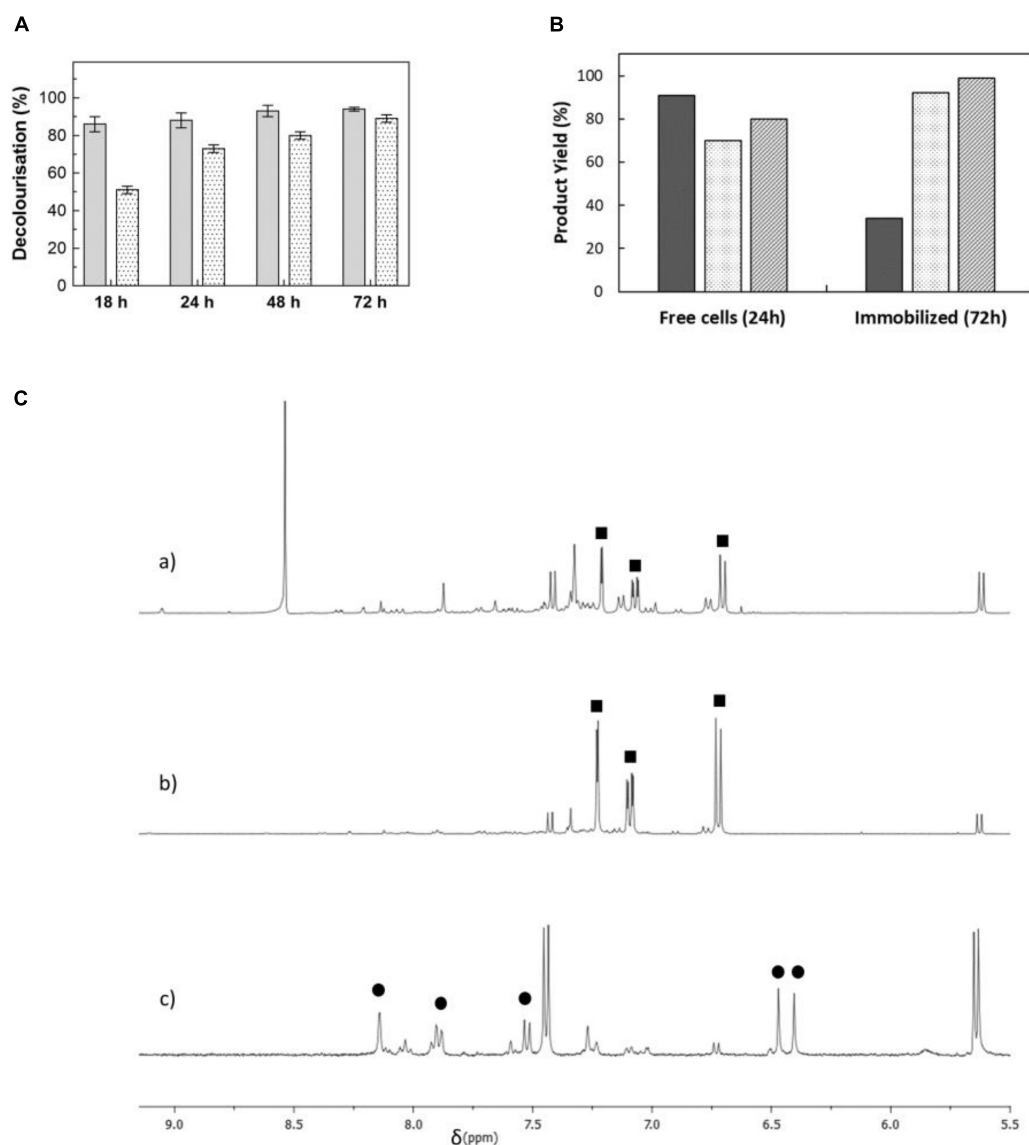 A
Decolourisation (%)
100
80
60
40
20
0
18 h 24 h 48 h 72 h
B
Product Yield (%)
100
80
60
40
20
0
Free cells (24h) Immobilized (72h)
C
a)
b)
c)
9.0 8.5 8.0 7.5 7.0 6.5 6.0 5.5
δ(ppm)